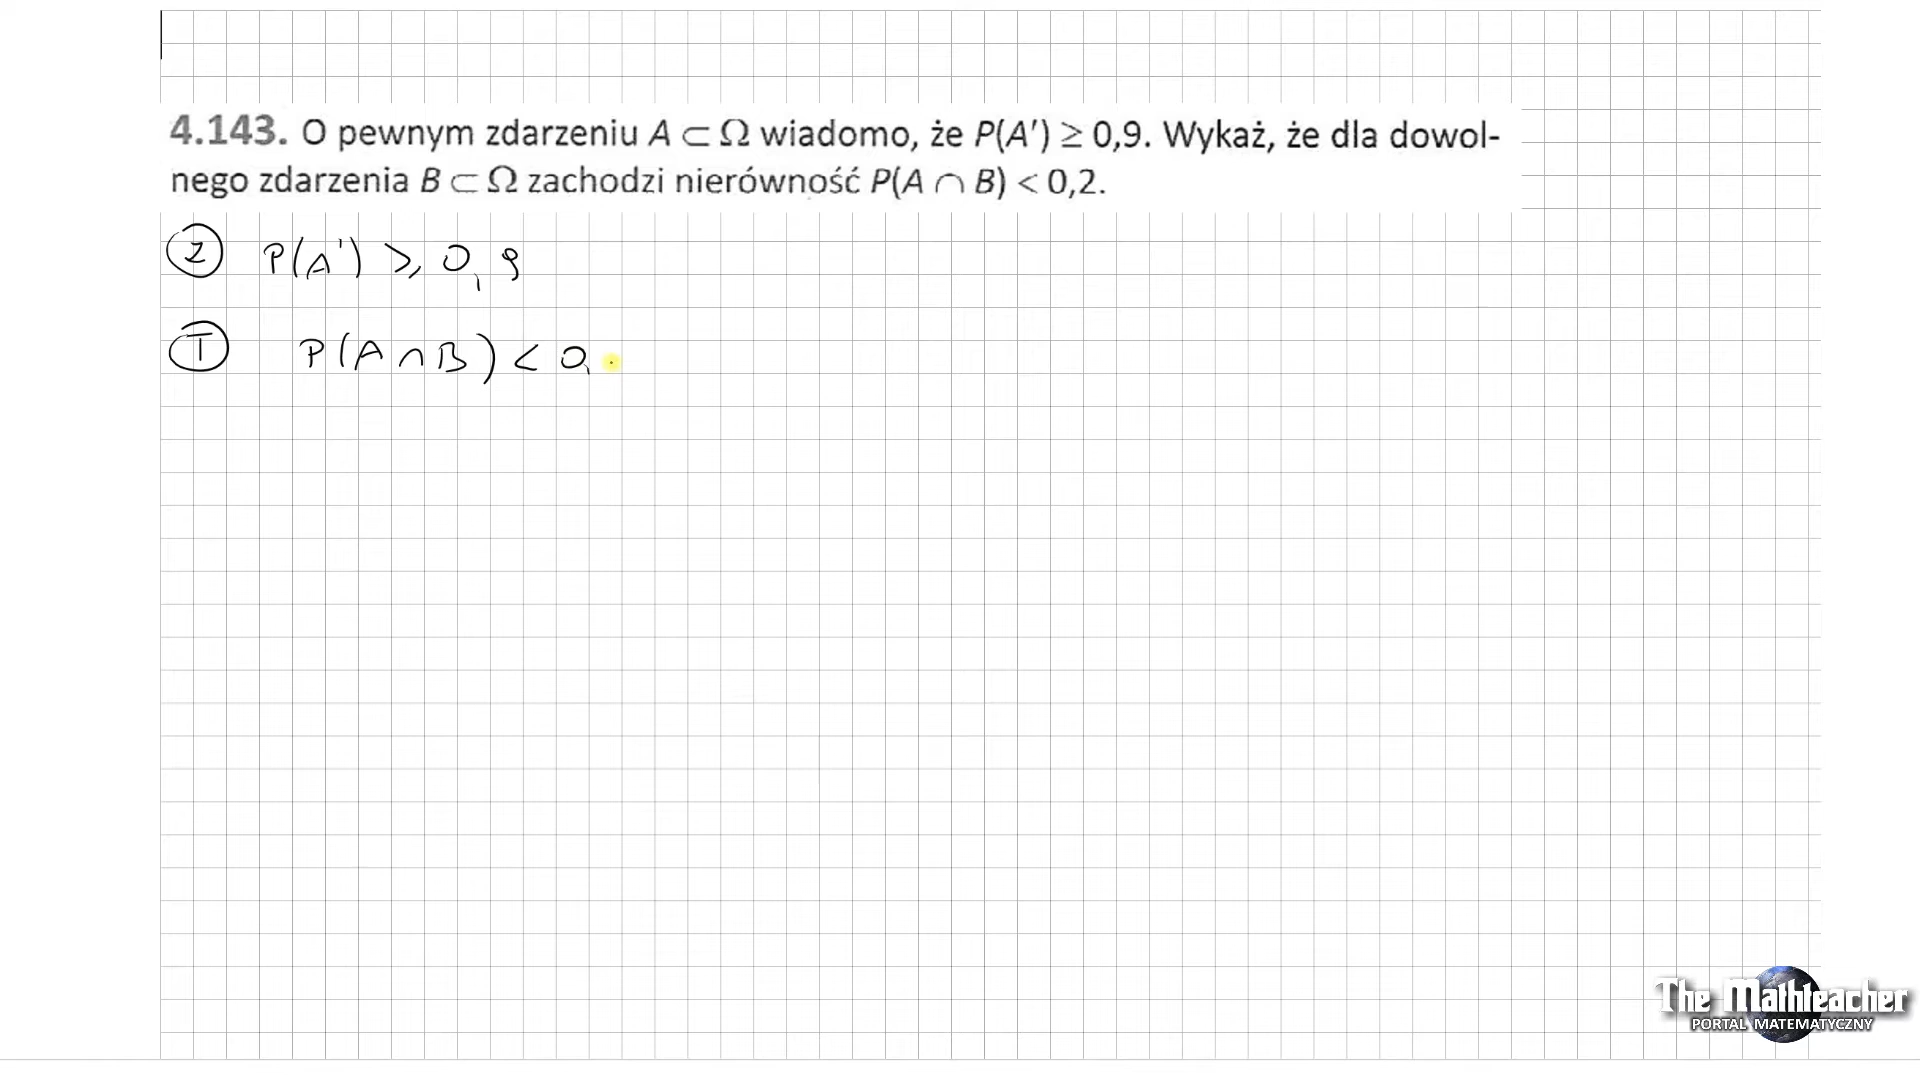 4.143. O pewnym zdarzeniu A ⊂ Ω wiadomo, że P(A') ≥ 0,9. Wykaż, że dla dowol-
nego zdarzenia B ⊂ Ω zachodzi nierówność P(A ∩ B) < 0,2.
Z P(A') ≥ 0,9
T P(A ∩ B) < 0,
The Mathteacher
PORTAL MATEMATYCZNY